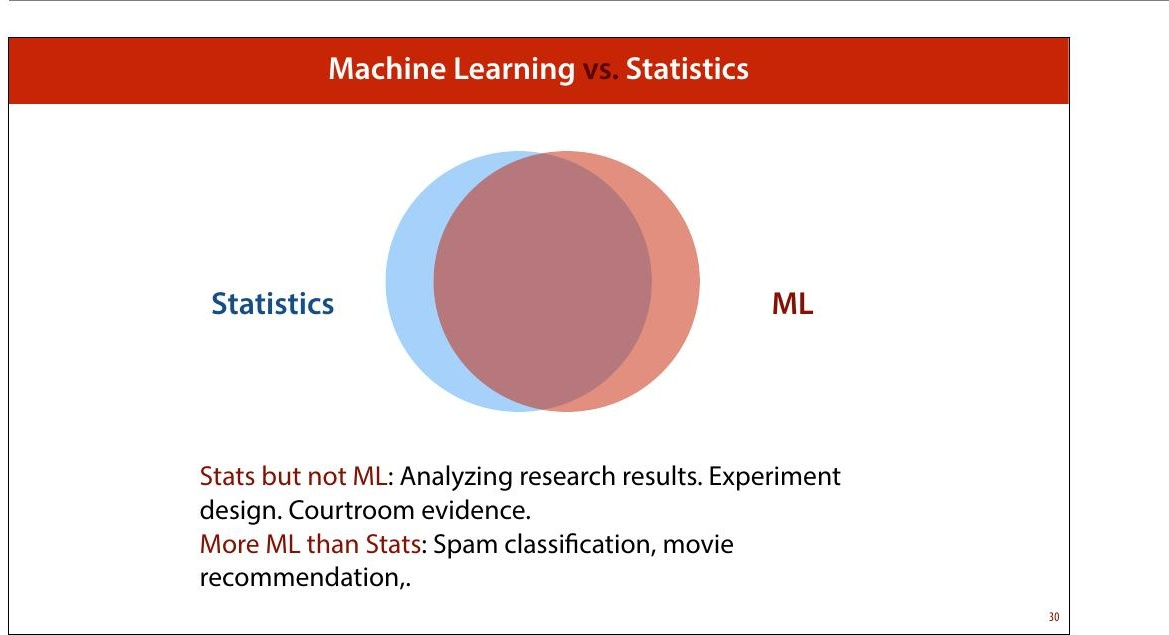 Machine Learning vs. Statistics
Statistics
ML
Stats but not ML: Analyzing research results. Experiment
design. Courtroom evidence.
More ML than Stats: Spam classification, movie
recommendation,.
30